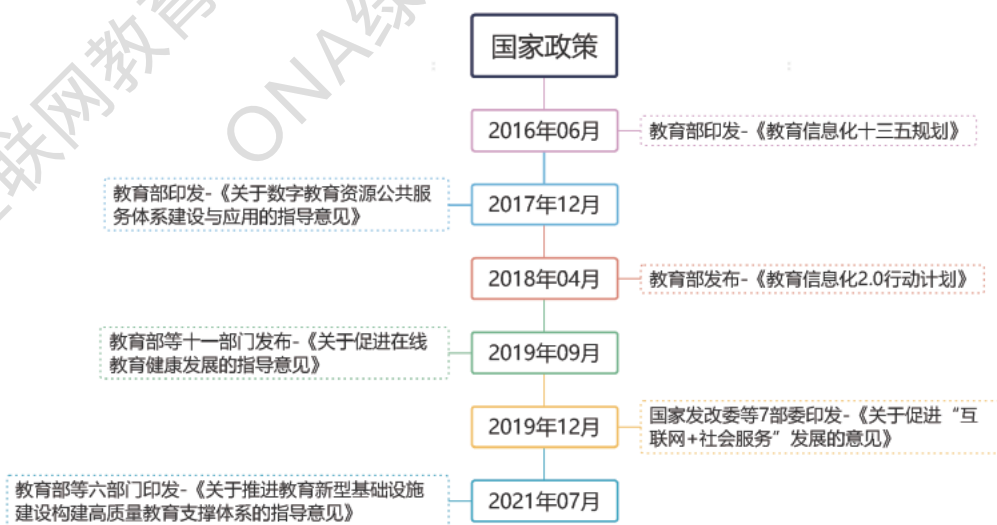 国家政策
2016年06月
教育部印发-《教育信息化十三五规划》
教育部印发-《关于数字教育资源公共服
务体系建设与应用的指导意见》
2017年12月
2018年04月
教育部发布-《教育信息化2.0行动计划》
教育部等十一部门发布-《关于促进在线
教育健康发展的指导意见》
2019年09月
2019年12月
国家发改委等7部委印发-《关于促进“互
联网+社会服务”发展的意见》
教育部等六部门印发-《关于推进教育新型基础设施
建设构建高质量教育支撑体系的指导意见》
2021年07月
联网教育
ONA绿